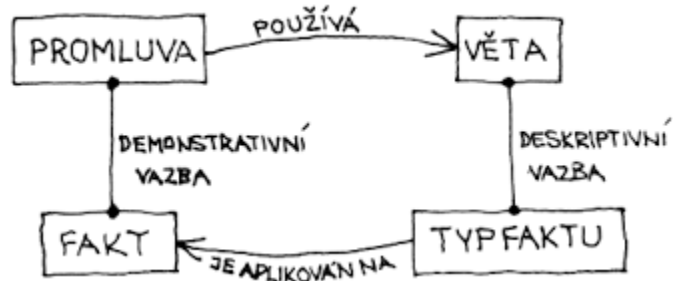 POUŽÍVÁ
PROMLUVA
VĚTA
DEMONSTRATIVNÍ
VAZBA
DESKRIPTIVNÍ
VAZBA
FAKT
TYP FAKTU
JE APLIKOVÁN NA